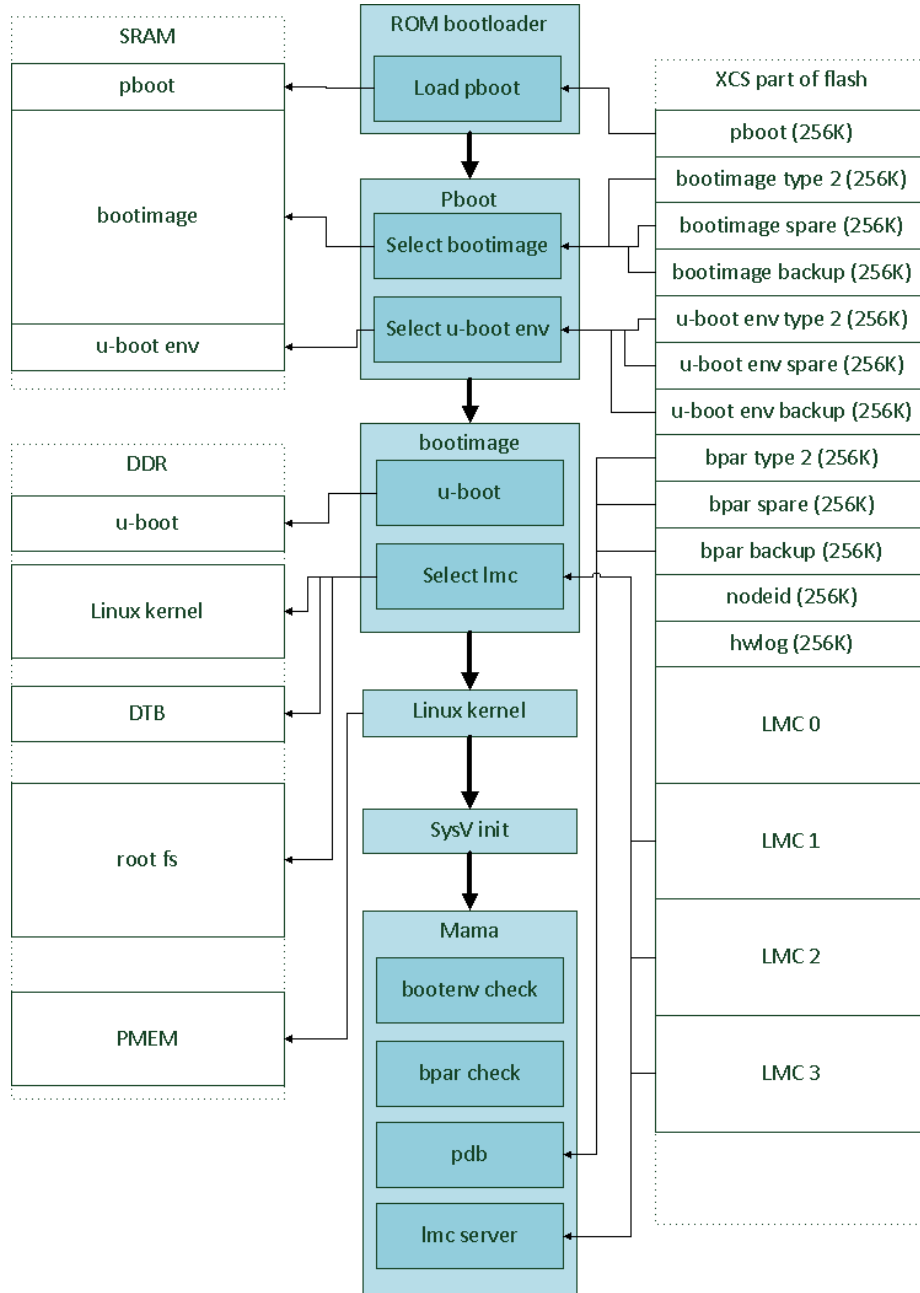 SRAM
pboot
bootimage
u-boot env
DDR
u-boot
Linux kernel
DTB
root fs
PMEM
ROM bootloader
Load pboot
Pboot
Select bootimage
Select u-boot env
bootimage
u-boot
Select lmc
Linux kernel
SysV init
Mama
bootenv check
bpar check
pdb
lmc server
XCS part of flash
pboot (256K)
bootimage type 2 (256K)
bootimage spare (256K)
bootimage backup (256K)
u-boot env type 2 (256K)
u-boot env spare (256K)
u-boot env backup (256K)
bpar type 2 (256K)
bpar spare (256K)
bpar backup (256K)
nodeid (256K)
hwlog (256K)
LMC 0
LMC 1
LMC 2
LMC 3